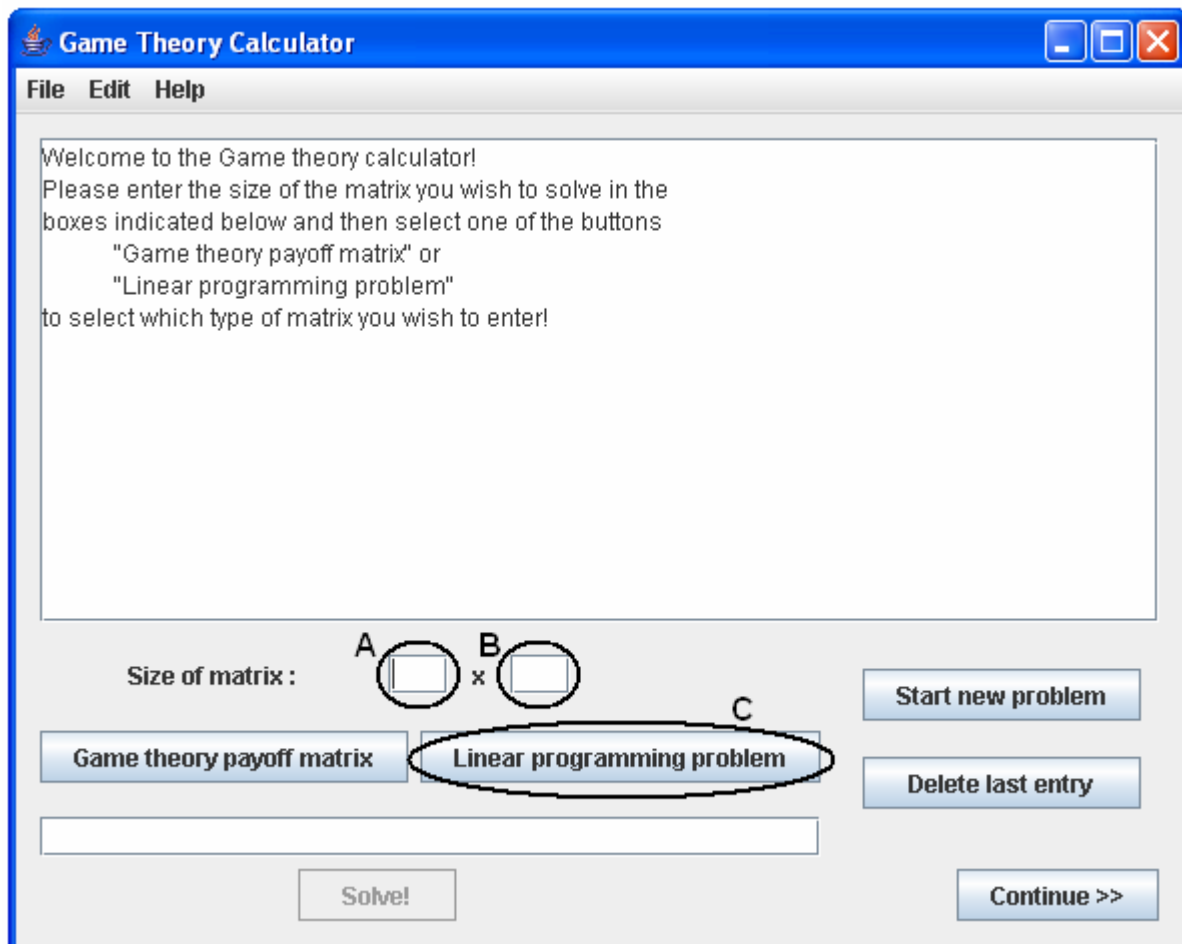 Game Theory Calculator
File Edit Help
Welcome to the Game theory calculator!
Please enter the size of the matrix you wish to solve in the
boxes indicated below and then select one of the buttons
"Game theory payoff matrix" or
"Linear programming problem"
to select which type of matrix you wish to enter!
A B
Size of matrix : x
Start new problem
C
Game theory payoff matrix Linear programming problem
Delete last entry
Solve! Continue >>